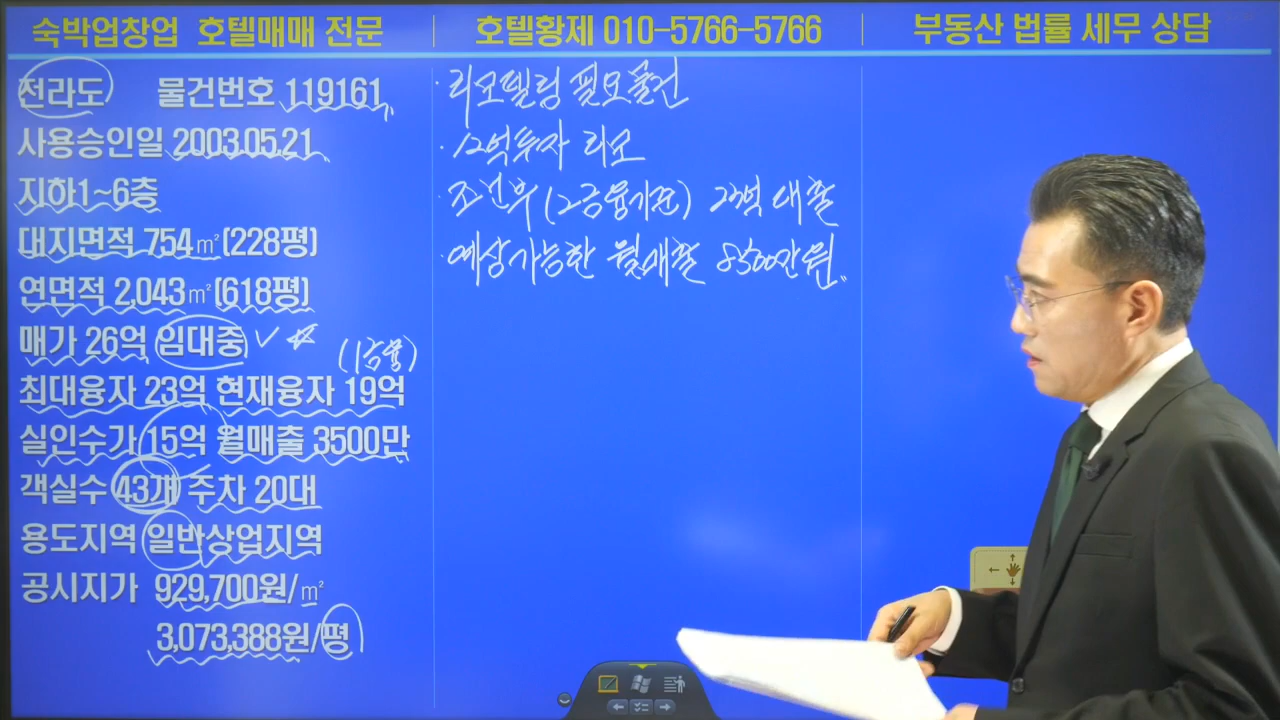 숙박업창업 호텔매매 전문
호텔황제 010-5766-5766
부동산 법률 세무 상담
전라도 물건번호 119161
사용승인일 2003.05.21
지하1~6층
대지면적 754㎡(228평)
연면적 2,043㎡(618평)
매가 26억 임대중
(1금융)
최대융자 23억 현재융자 19억
실인수가 15억 월매출 3500만
객실수 43개 주차 20대
용도지역 일반상업지역
공시지가 929,700원/㎡
3,073,388원/평
· 리모델링 필요물건
· 12억투자 리모
· 조건부(2금융기준) 23억 대출
· 예상가능한 월매출 8500만원